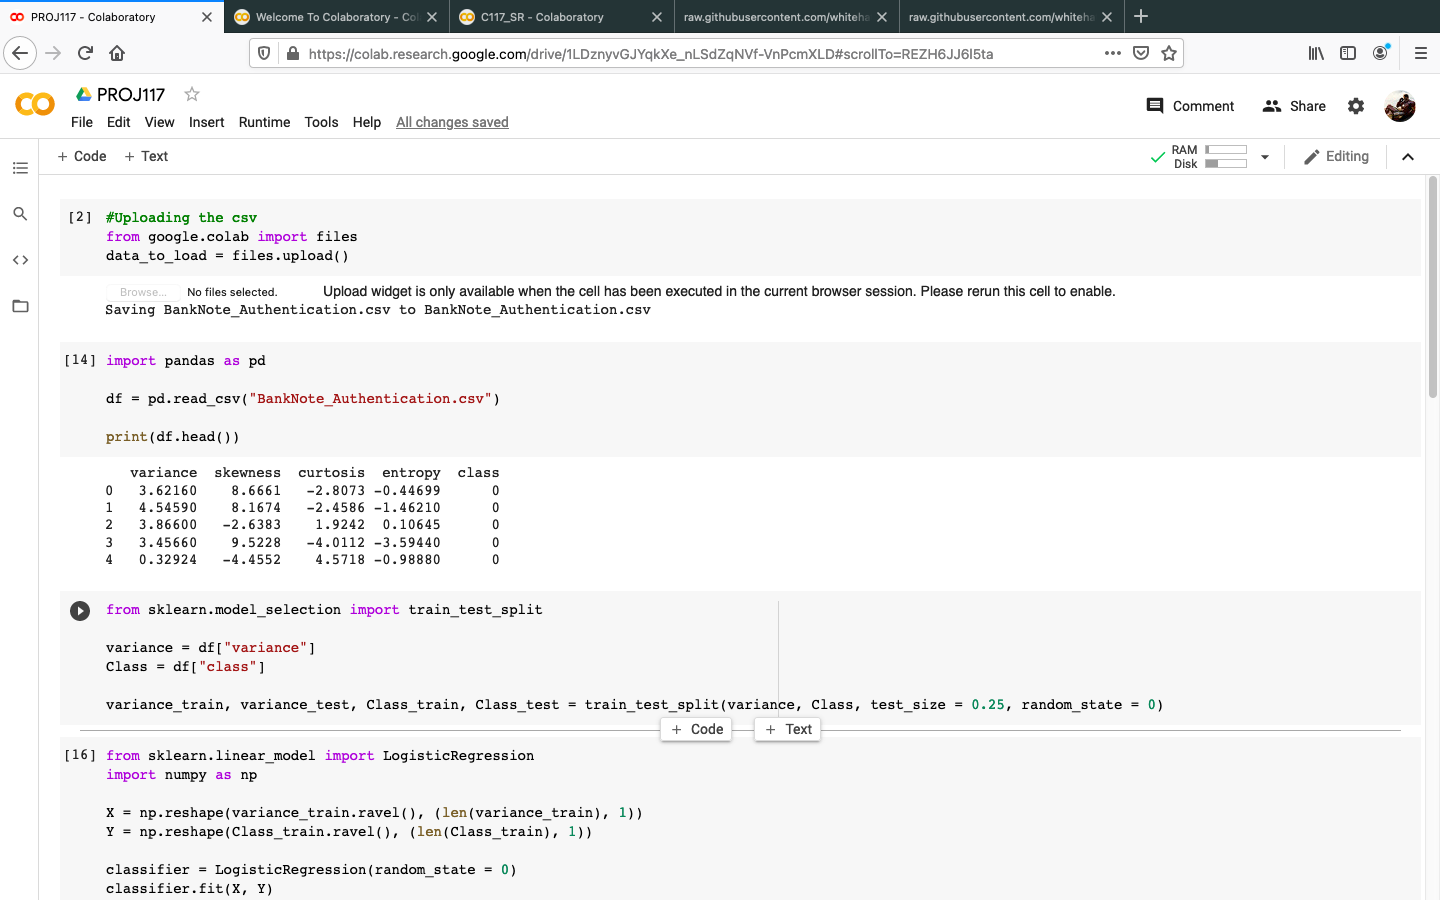 PROJ117 - Colaboratory
Welcome To Colaboratory - Co
C117_SR - Colaboratory
raw.githubusercontent.com/whiteha
raw.githubusercontent.com/whiteha
https://colab.research.google.com/drive/1LDznyvGJYqkXe_nLSdZqNVf-VnPcmXLD#scrollTo=REZH6JJ6I5ta
PROJ117
Comment
Share
File Edit View Insert Runtime Tools Help All changes saved
+ Code + Text
RAM
Disk
Editing
[2] #Uploading the csv
from google.colab import files
data_to_load = files.upload()
Browse... No files selected. Upload widget is only available when the cell has been executed in the current browser session. Please rerun this cell to enable.
Saving BankNote_Authentication.csv to BankNote_Authentication.csv
[14] import pandas as pd
df = pd.read_csv("BankNote_Authentication.csv")
print(df.head())
variance skewness curtosis entropy class
0 3.62160 8.6661 -2.8073 -0.44699 0
1 4.54590 8.1674 -2.4586 -1.46210 0
2 3.86600 -2.6383 1.9242 0.10645 0
3 3.45660 9.5228 -4.0112 -3.59440 0
4 0.32924 -4.4552 4.5718 -0.98880 0
from sklearn.model_selection import train_test_split
variance = df["variance"]
Class = df["class"]
variance_train, variance_test, Class_train, Class_test = train_test_split(variance, Class, test_size = 0.25, random_state = 0)
+ Code + Text
[16] from sklearn.linear_model import LogisticRegression
import numpy as np
X = np.reshape(variance_train.ravel(), (len(variance_train), 1))
Y = np.reshape(Class_train.ravel(), (len(Class_train), 1))
classifier = LogisticRegression(random_state = 0)
classifier.fit(X, Y)